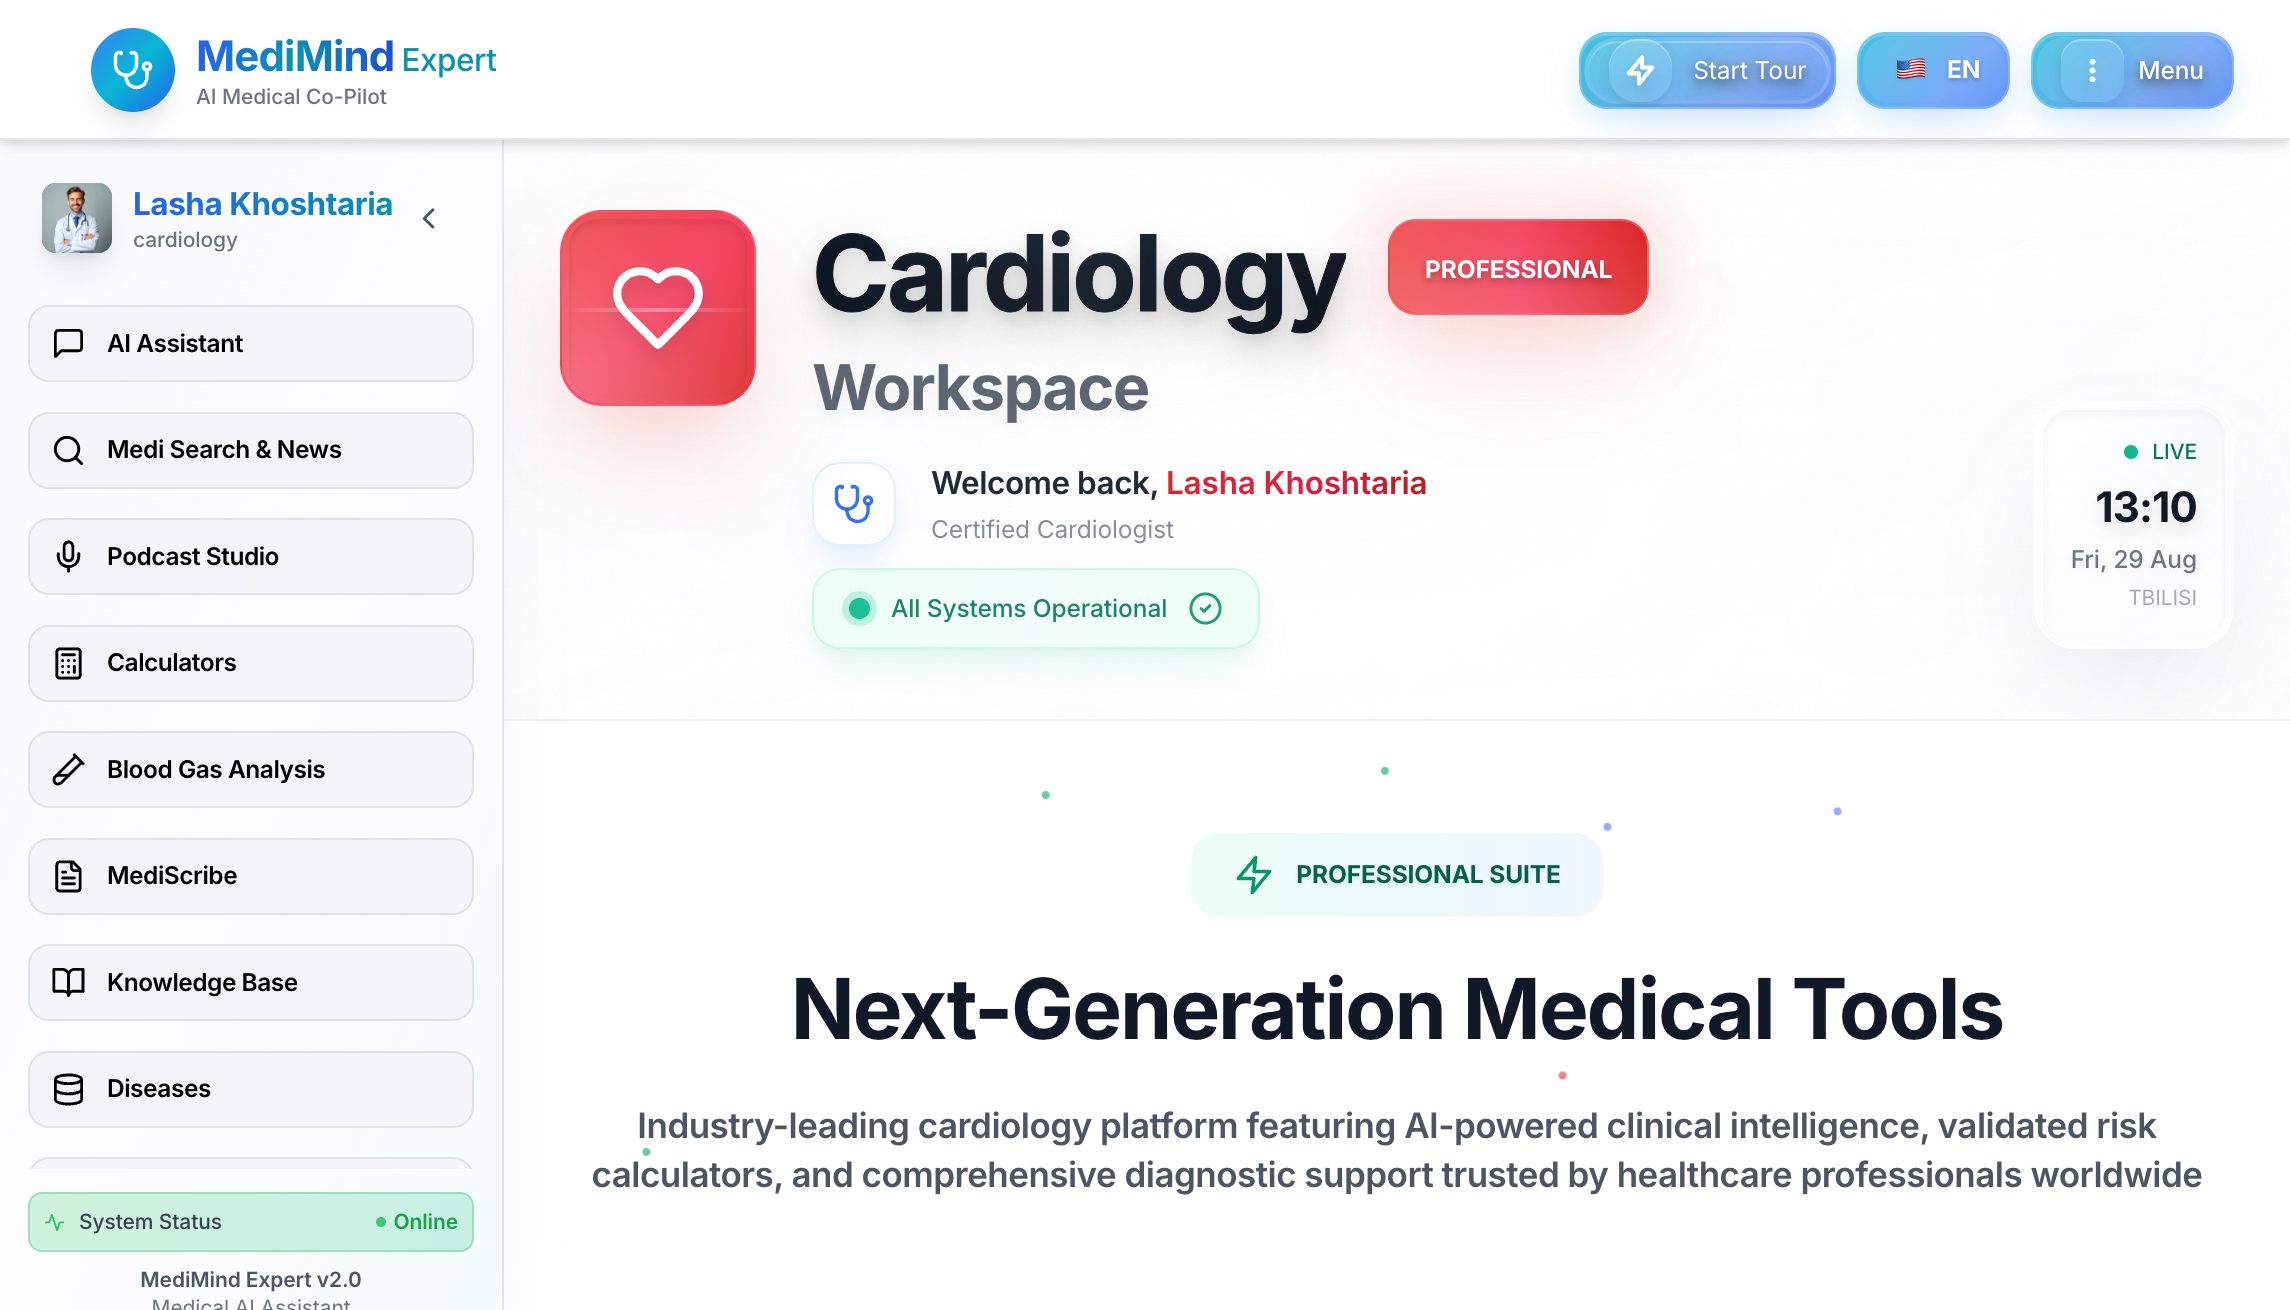 MediMind Expert
AI Medical Co-Pilot
Start Tour
EN
Menu
Lasha Khoshtaria
cardiology
AI Assistant
Medi Search & News
Podcast Studio
Calculators
Blood Gas Analysis
MediScribe
Knowledge Base
Diseases
System Status
Online
MediMind Expert v2.0
Medical AI Assistant
Cardiology
PROFESSIONAL
Workspace
Welcome back, Lasha Khoshtaria
Certified Cardiologist
All Systems Operational
LIVE
13:10
Fri, 29 Aug
TBILISI
PROFESSIONAL SUITE
Next-Generation Medical Tools
Industry-leading cardiology platform featuring AI-powered clinical intelligence, validated risk
calculators, and comprehensive diagnostic support trusted by healthcare professionals worldwide